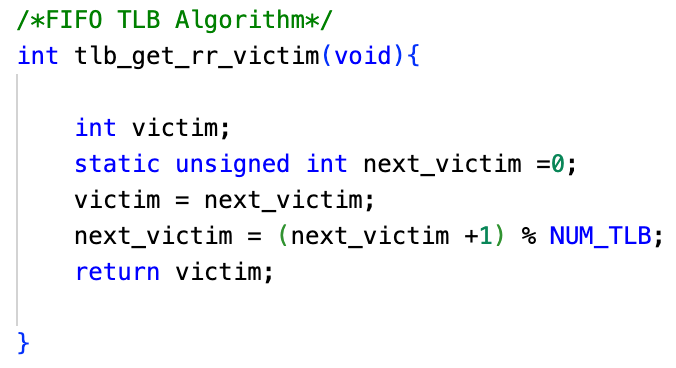 /*FIFO TLB Algorithm*/
int tlb_get_rr_victim(void){
int victim;
static unsigned int next_victim =0;
victim = next_victim;
next_victim = (next_victim +1) % NUM_TLB;
return victim;
}